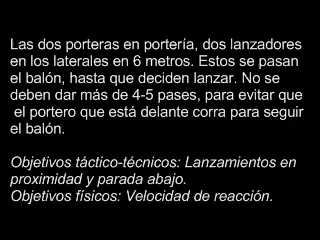 Las dos porteras en portería, dos lanzadores
en los laterales en 6 metros. Estos se pasan
el balón, hasta que deciden lanzar. No se
deben dar más de 4-5 pases, para evitar que
el portero que está delante corra para seguir
el balón.
Objetivos táctico-técnicos: Lanzamientos en
proximidad y parada abajo.
Objetivos físicos: Velocidad de reacción.